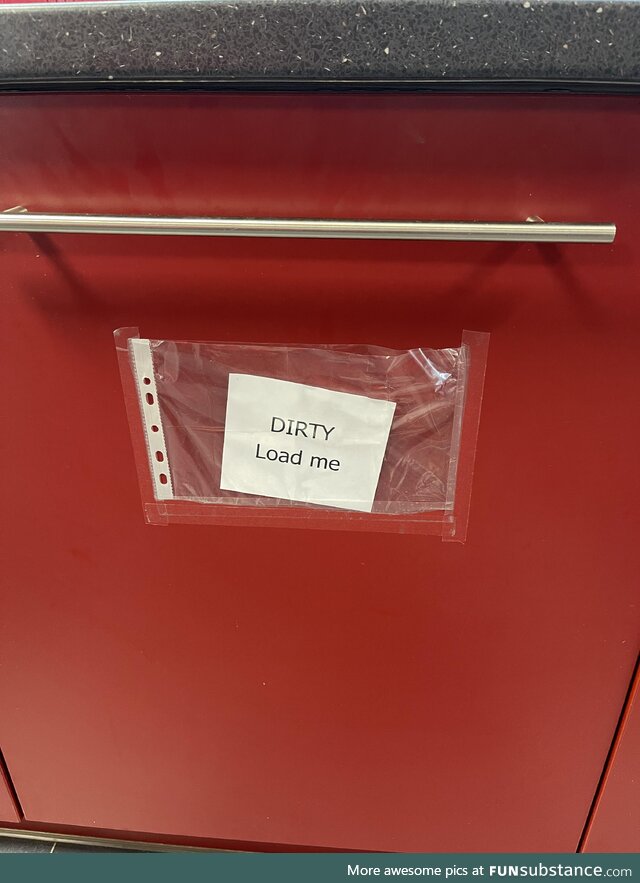 DIRTY
Load me
More awesome pics at FUNsubstance.com